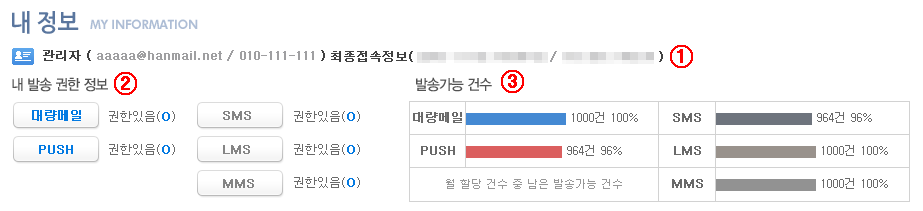 내 정보 MY INFORMATION
관리자 ( aaaaa@hanmail.net / 010-111-111 ) 최종접속정보( / ) ①
내 발송 권한 정보 ②
대량메일 권한있음(O) SMS 권한있음(O)
PUSH 권한있음(O) LMS 권한있음(O)
MMS 권한있음(O)
발송가능 건수 ③
대량메일 1000건 100% SMS 964건 96%
PUSH 964건 96% LMS 1000건 100%
월 할당 건수 중 남은 발송가능 건수 MMS 1000건 100%